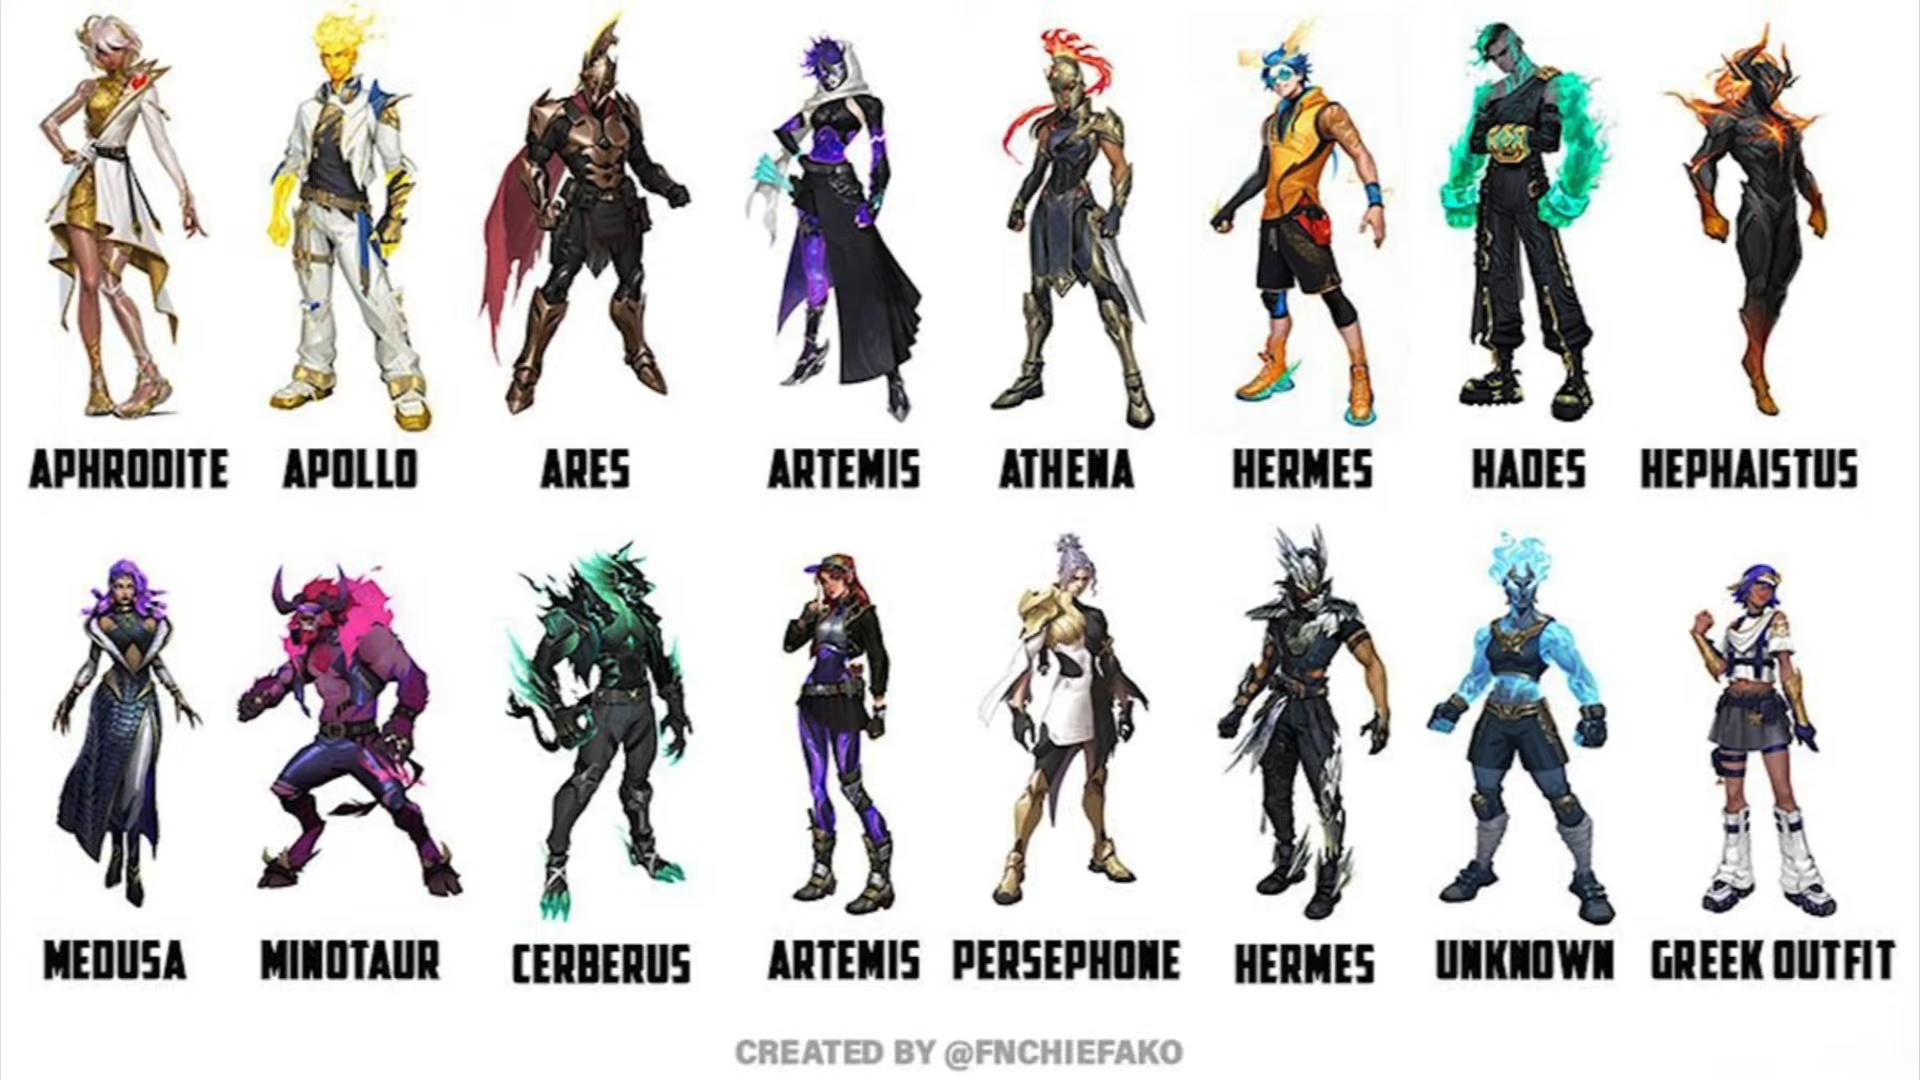 APHRODITE APOLLO ARES ARTEMIS ATHENA HERMES HADES HEPHAISTUS
MEDUSA MINOTAUR CERBERUS ARTEMIS PERSEPHONE HERMES UNKNOWN GREEK OUTFIT
CREATED BY @FNCHIEFAKO